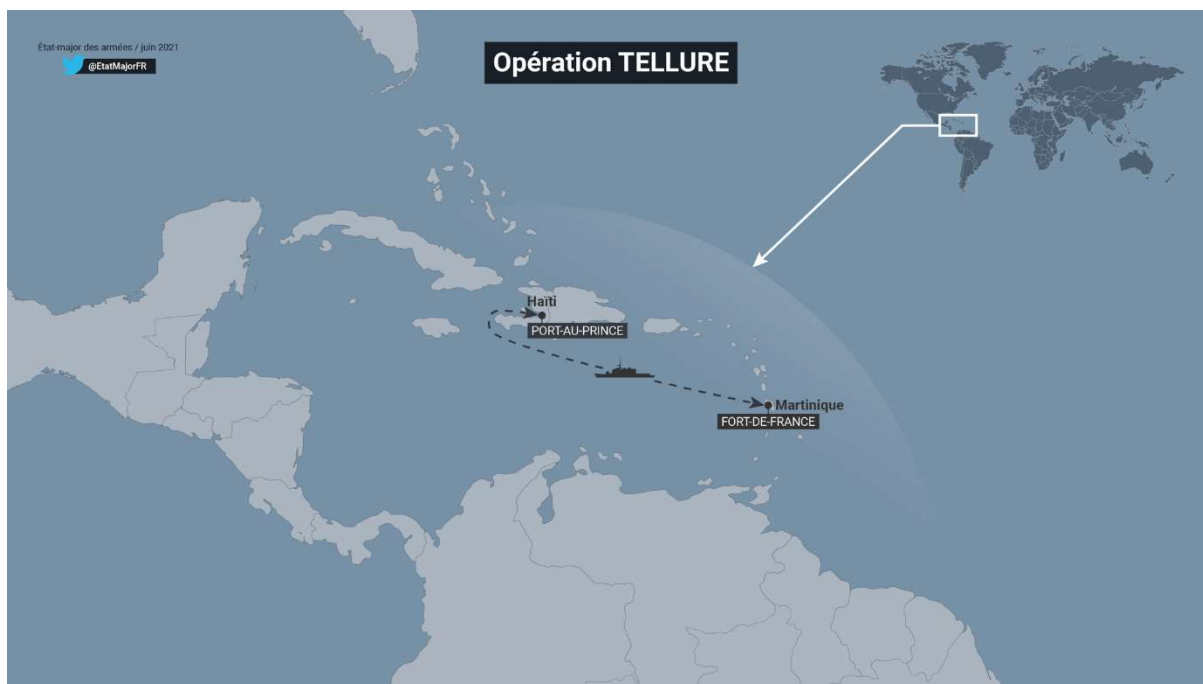 État-major des armées / juin 2021
@EtatMajorFR
Opération TELLURE
Haïti
PORT-AU-PRINCE
Martinique
FORT-DE-FRANCE